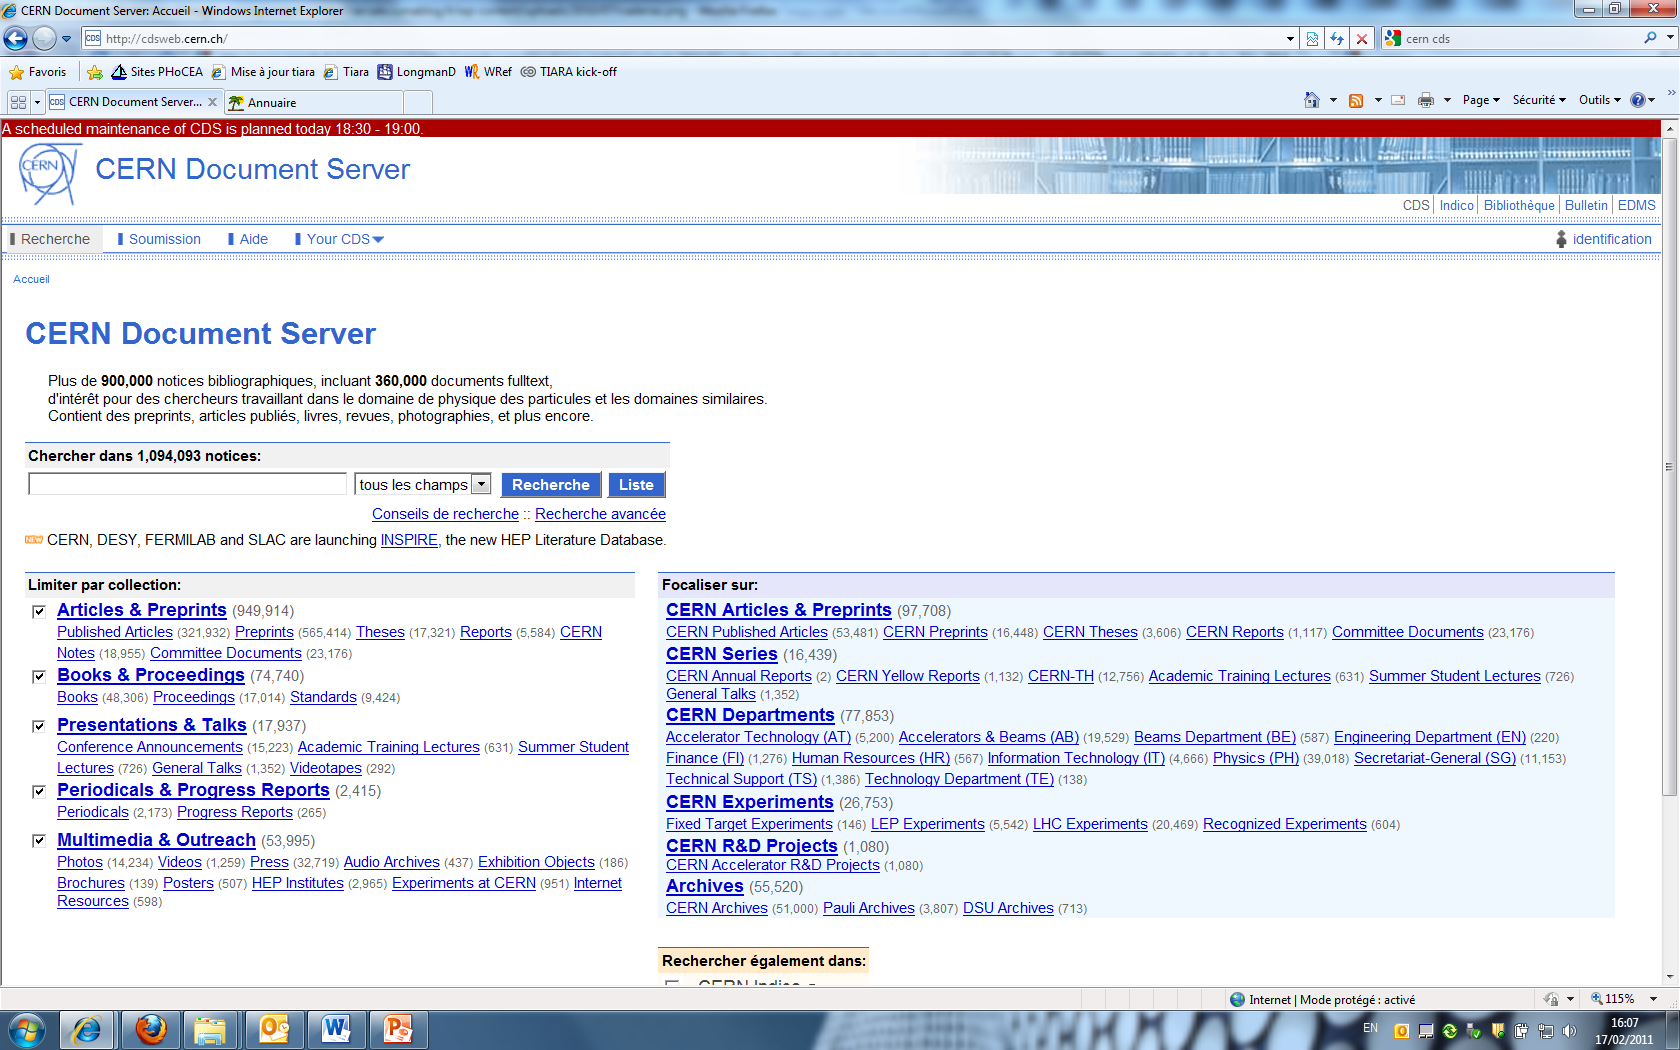 CERN Document Server: Accueil - Windows Internet Explorer
CDS http://cdsweb.cern.ch/
cern cds
Favoris Sites PHoCEA Mise à jour tiara Tiara LongmanD WRef TIARA kick-off
CDS CERN Document Server... Annuaire
Page Sécurité Outils
A scheduled maintenance of CDS is planned today 18:30 - 19:00.
CERN CERN Document Server
CDS Indico Bibliothèque Bulletin EDMS
Recherche Soumission Aide Your CDS identification
Accueil
CERN Document Server
Plus de 900,000 notices bibliographiques, incluant 360,000 documents fulltext,
d'intérêt pour des chercheurs travaillant dans le domaine de physique des particules et les domaines similaires.
Contient des preprints, articles publiés, livres, revues, photographies, et plus encore.
Chercher dans 1,094,093 notices:
tous les champs Recherche Liste
Conseils de recherche :: Recherche avancée
NEW CERN, DESY, FERMILAB and SLAC are launching INSPIRE, the new HEP Literature Database.
Limiter par collection:
Articles & Preprints (949,914)
Published Articles (321,932) Preprints (565,414) Theses (17,321) Reports (5,584) CERN
Notes (18,955) Committee Documents (23,176)
Books & Proceedings (74,740)
Books (48,306) Proceedings (17,014) Standards (9,424)
Presentations & Talks (17,937)
Conference Announcements (15,223) Academic Training Lectures (631) Summer Student
Lectures (726) General Talks (1,352) Videotapes (292)
Periodicals & Progress Reports (2,415)
Periodicals (2,173) Progress Reports (265)
Multimedia & Outreach (53,995)
Photos (14,234) Videos (1,259) Press (32,719) Audio Archives (437) Exhibition Objects (186)
Brochures (139) Posters (507) HEP Institutes (2,965) Experiments at CERN (951) Internet
Resources (598)
Focaliser sur:
CERN Articles & Preprints (97,708)
CERN Published Articles (53,481) CERN Preprints (16,448) CERN Theses (3,606) CERN Reports (1,117) Committee Documents (23,176)
CERN Series (16,439)
CERN Annual Reports (2) CERN Yellow Reports (1,132) CERN-TH (12,756) Academic Training Lectures (631) Summer Student Lectures (726)
General Talks (1,352)
CERN Departments (77,853)
Accelerator Technology (AT) (5,200) Accelerators & Beams (AB) (19,529) Beams Department (BE) (587) Engineering Department (EN) (220)
Finance (FI) (1,276) Human Resources (HR) (567) Information Technology (IT) (4,666) Physics (PH) (39,018) Secretariat-General (SG) (11,153)
Technical Support (TS) (1,386) Technology Department (TE) (138)
CERN Experiments (26,753)
Fixed Target Experiments (146) LEP Experiments (5,542) LHC Experiments (20,469) Recognized Experiments (604)
CERN R&D Projects (1,080)
CERN Accelerator R&D Projects (1,080)
Archives (55,520)
CERN Archives (51,000) Pauli Archives (3,807) DSU Archives (713)
Rechercher également dans:
CERN Indico
Internet | Mode protégé : activé 115%
EN 16:07
17/02/2011